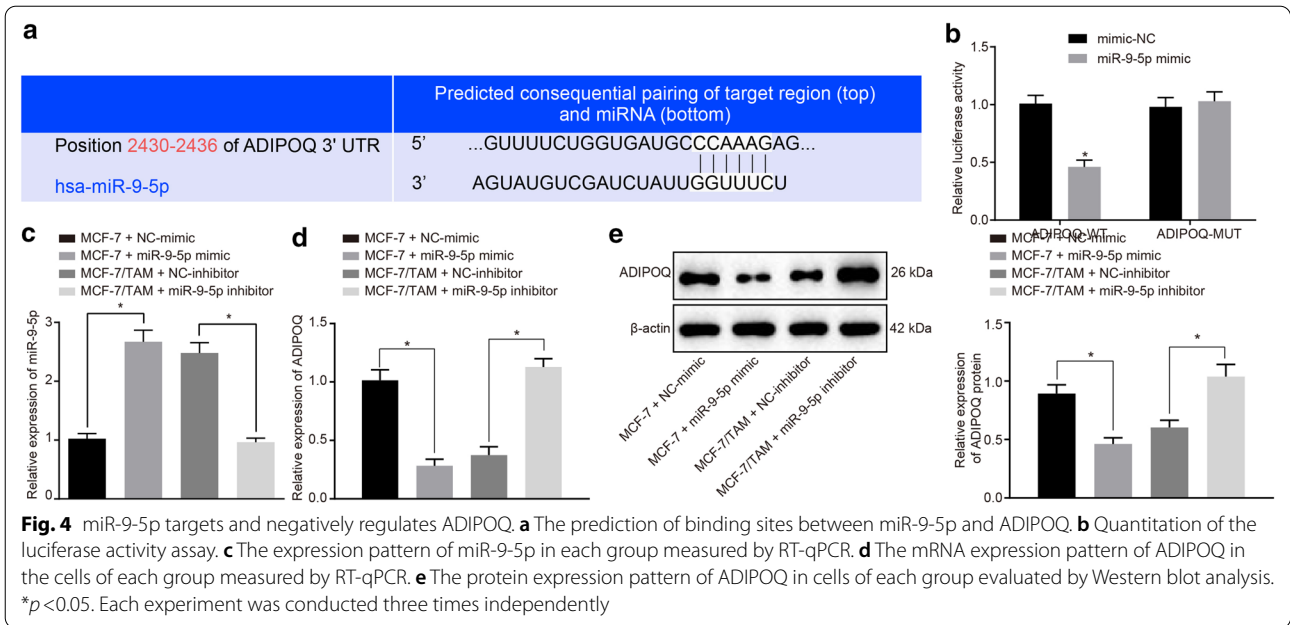 a
Predicted consequential pairing of target region (top)
and miRNA (bottom)
Position 2430-2436 of ADIPOQ 3' UTR
5’ ...GUUUUCUGGUGAUGCCCAAAGAG...
hsa-miR-9-5p
3’ AGUAUGUCGAUCUAUUGGUUUCU
b
mimic-NC
miR-9-5p mimic
Relative luciferase activity
1.5
1.0
0.5
0.0
*
ADIPOQ-WT
ADIPOQ-MUT
c
MCF-7 + NC-mimic
MCF-7 + miR-9-5p mimic
MCF-7/TAM + NC-inhibitor
MCF-7/TAM + miR-9-5p inhibitor
Relative expression of miR-9-5p
3
2
1
0
*
*
d
MCF-7 + NC-mimic
MCF-7 + miR-9-5p mimic
MCF-7/TAM + NC-inhibitor
MCF-7/TAM + miR-9-5p inhibitor
Relative expression of ADIPOQ
1.5
1.0
0.5
0.0
*
*
e
ADIPOQ
26 kDa
β-actin
42 kDa
MCF-7 + NC-mimic
MCF-7 + miR-9-5p mimic
MCF-7/TAM + NC-inhibitor
MCF-7/TAM + miR-9-5p inhibitor
MCF-7 + NC-mimic
MCF-7 + miR-9-5p mimic
MCF-7/TAM + NC-inhibitor
MCF-7/TAM + miR-9-5p inhibitor
Relative expression
of ADIPOQ protein
1.5
1.0
0.5
0.0
*
*
Fig. 4 miR-9-5p targets and negatively regulates ADIPOQ. a The prediction of binding sites between miR-9-5p and ADIPOQ. b Quantitation of the
luciferase activity assay. c The expression pattern of miR-9-5p in each group measured by RT-qPCR. d The mRNA expression pattern of ADIPOQ in
the cells of each group measured by RT-qPCR. e The protein expression pattern of ADIPOQ in cells of each group evaluated by Western blot analysis.
*p <0.05. Each experiment was conducted three times independently